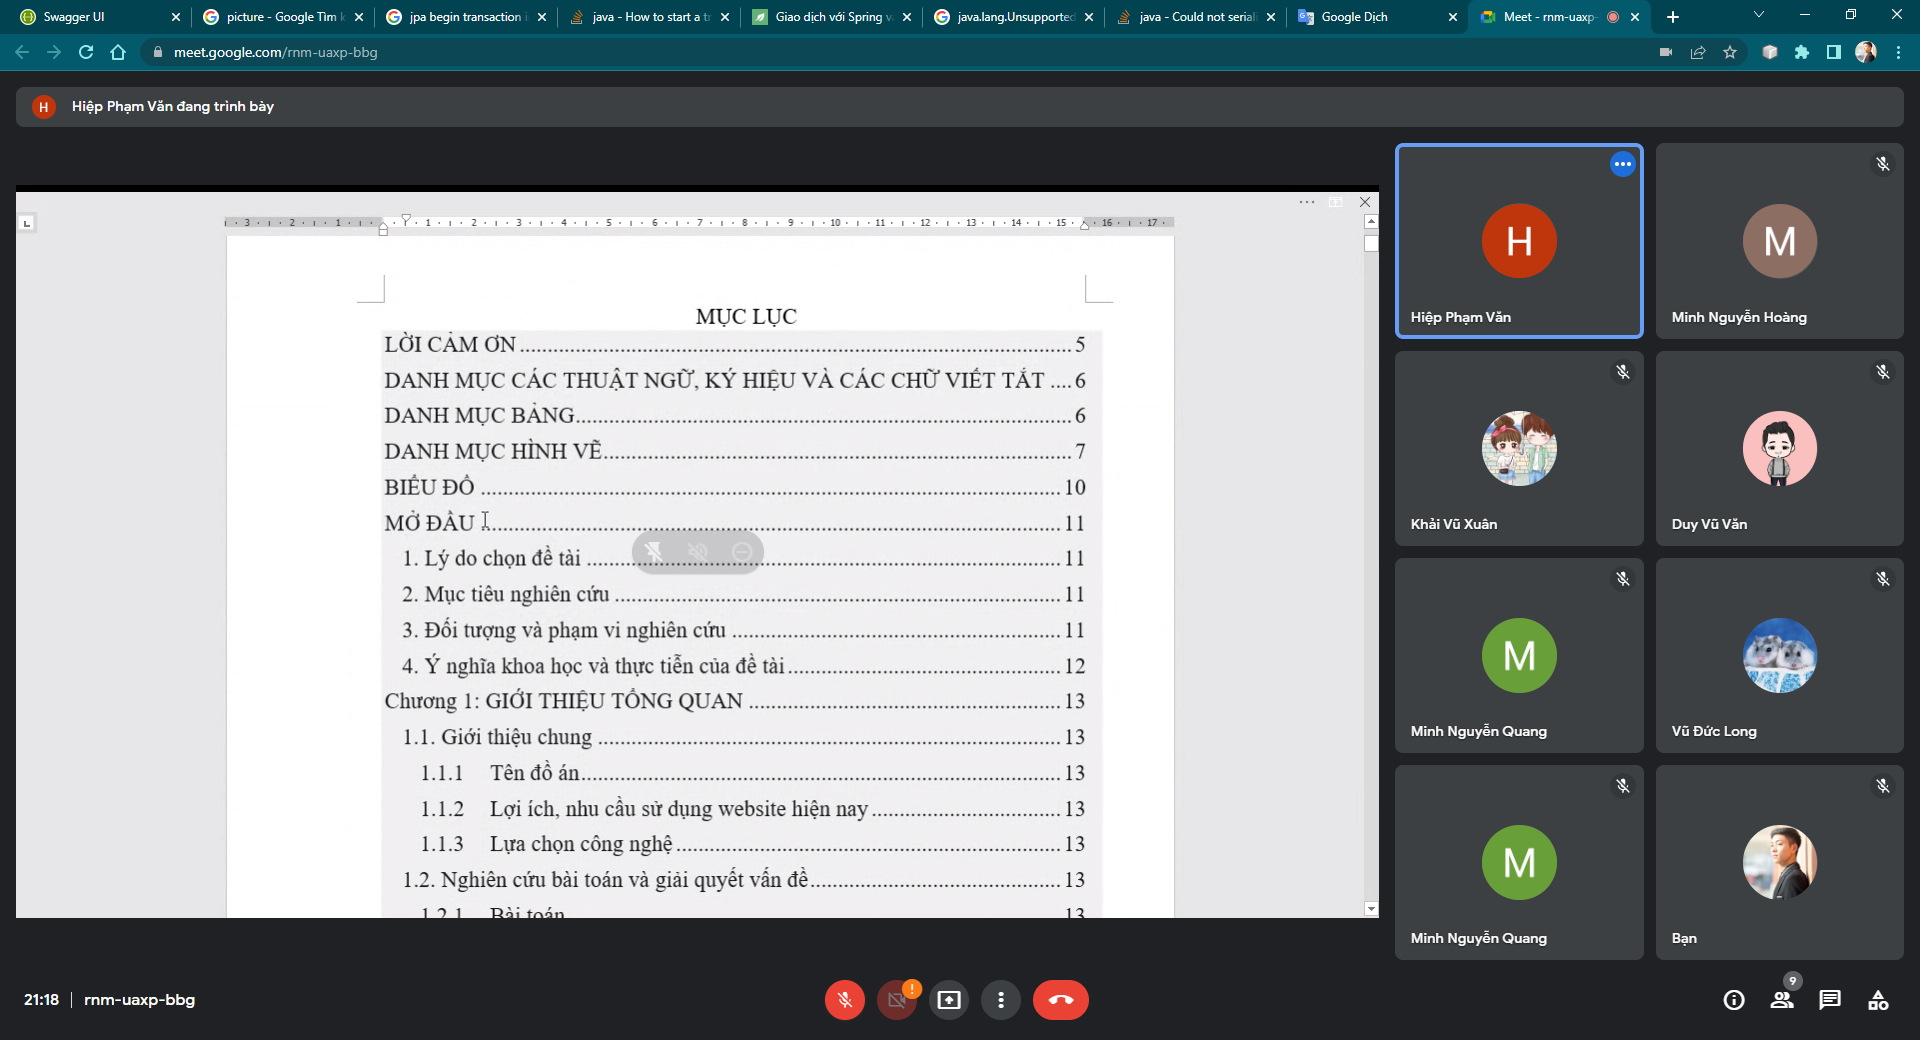 Swagger UI
picture - Google Tìm k
jpa begin transaction i
java - How to start a tr
Giao dịch với Spring v
java.lang.Unsupported
java - Could not seriali
Google Dịch
Meet - rnm-uaxp-
meet.google.com/rnm-uaxp-bbg
H Hiệp Phạm Văn đang trình bày
3 2 1 1 2 3 4 5 6 7 8 9 10 11 12 13 14 15 16 17
MỤC LỤC
LỜI CẢM ƠN ........ 5
DANH MỤC CÁC THUẬT NGỮ, KÝ HIỆU VÀ CÁC CHỮ VIẾT TẮT .... 6
DANH MỤC BẢNG ........ 6
DANH MỤC HÌNH VẼ ........ 7
BIỂU ĐỒ ........ 10
MỞ ĐẦU ........ 11
1. Lý do chọn đề tài ........ 11
2. Mục tiêu nghiên cứu ........ 11
3. Đối tượng và phạm vi nghiên cứu ........ 11
4. Ý nghĩa khoa học và thực tiễn của đề tài ........ 12
Chương 1: GIỚI THIỆU TỔNG QUAN ........ 13
1.1. Giới thiệu chung ........ 13
1.1.1 Tên đồ án ........ 13
1.1.2 Lợi ích, nhu cầu sử dụng website hiện nay ........ 13
1.1.3 Lựa chọn công nghệ ........ 13
1.2. Nghiên cứu bài toán và giải quyết vấn đề ........ 13
1.2.1 Bài toán ........ 13
H
Hiệp Phạm Văn
M
Minh Nguyễn Hoàng
Khải Vũ Xuân
Duy Vũ Văn
M
Minh Nguyễn Quang
Vũ Đức Long
M
Minh Nguyễn Quang
Bạn
21:18 | rnm-uaxp-bbg
!
9